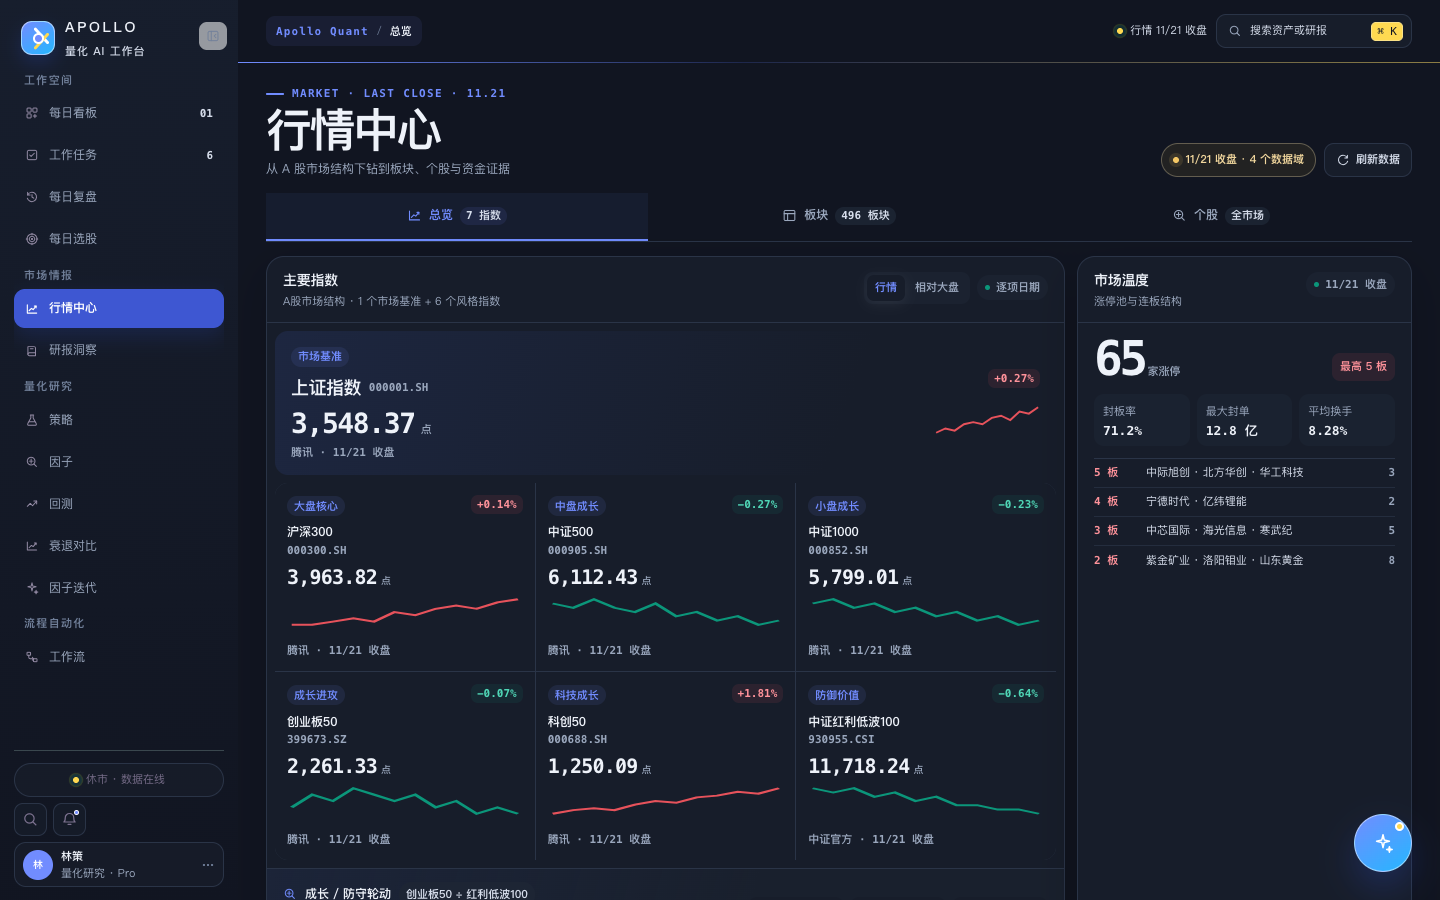 APOLLO
量化 AI 工作台
工作空间
每日看板 01
工作任务 6
每日复盘
每日选股
市场情报
行情中心
研报洞察
量化研究
策略
因子
回测
衰退对比
因子迭代
流程自动化
工作流
休市 · 数据在线
林
林策
量化研究 · Pro
Apollo Quant / 总览
行情 11/21 收盘
搜索资产或研报 ⌘ K
MARKET · LAST CLOSE · 11.21
行情中心
从 A 股市场结构下钻到板块、个股与资金证据
11/21 收盘 · 4 个数据域
刷新数据
总览 7 指数
板块 496 板块
个股 全市场
主要指数
A股市场结构 · 1 个市场基准 + 6 个风格指数
行情 相对大盘 逐项日期
市场基准
上证指数 000001.SH
+0.27%
3,548.37 点
腾讯 · 11/21 收盘
大盘核心 +0.14%
沪深300
000300.SH
3,963.82 点
腾讯 · 11/21 收盘
中盘成长 −0.27%
中证500
000905.SH
6,112.43 点
腾讯 · 11/21 收盘
小盘成长 −0.23%
中证1000
000852.SH
5,799.01 点
腾讯 · 11/21 收盘
成长进攻 −0.07%
创业板50
399673.SZ
2,261.33 点
腾讯 · 11/21 收盘
科技成长 +1.81%
科创50
000688.SH
1,250.09 点
腾讯 · 11/21 收盘
防御价值 −0.64%
中证红利低波100
930955.CSI
11,718.24 点
中证官方 · 11/21 收盘
成长 / 防守轮动 创业板50 ÷ 红利低波100
市场温度
涨停池与连板结构
11/21 收盘
65 家涨停
最高 5 板
封板率
71.2%
最大封单
12.8 亿
平均换手
8.28%
5 板 中际旭创 · 北方华创 · 华工科技 3
4 板 宁德时代 · 亿纬锂能 2
3 板 中芯国际 · 海光信息 · 寒武纪 5
2 板 紫金矿业 · 洛阳钼业 · 山东黄金 8